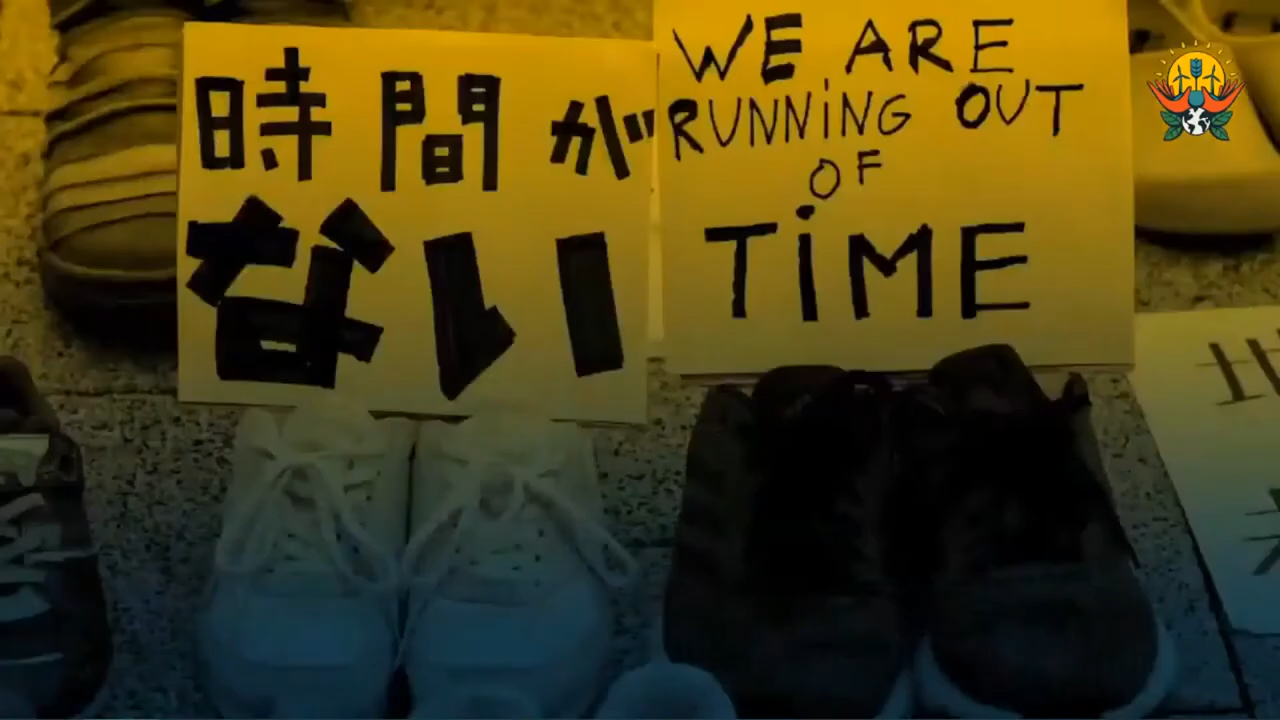 時間が
ない
WE ARE
RUNNING OUT
OF
TIME